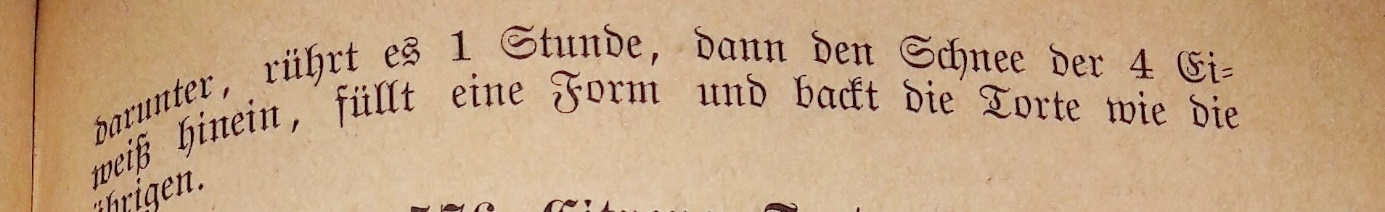 darunter, rührt es 1 Stunde, dann den Schnee der 4 Ei=
weiß hinein, füllt eine Form und backt die Torte wie die
übrigen.